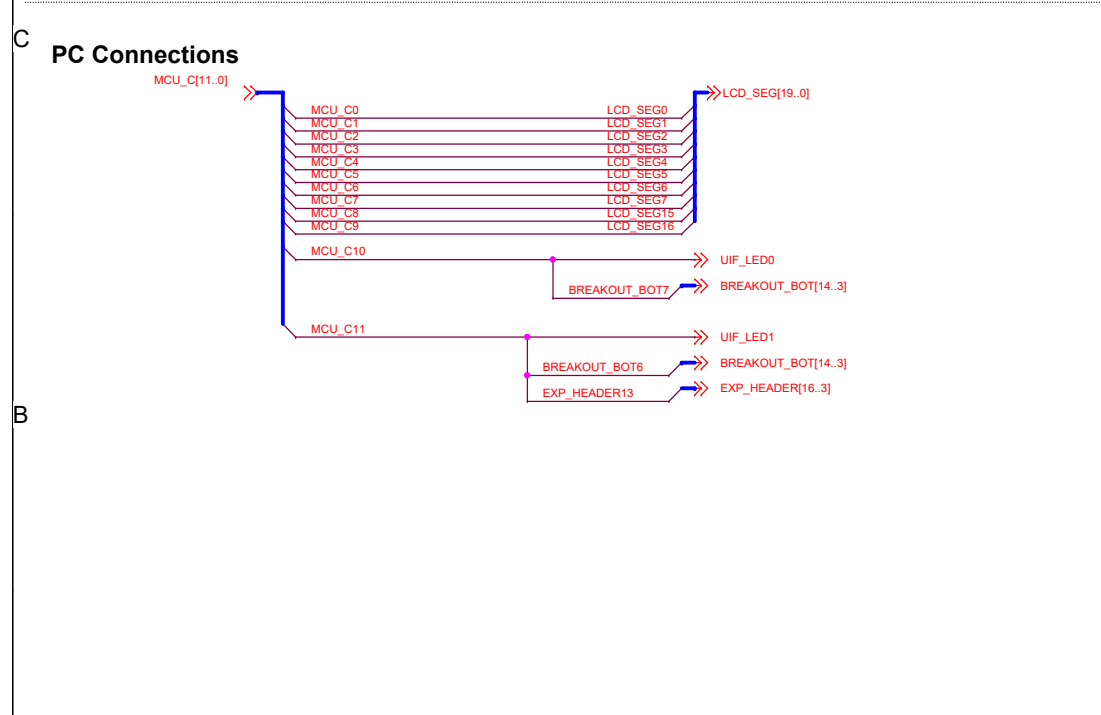 C
PC Connections
MCU_C[11..0]
LCD_SEG[19..0]
MCU_C0 LCD_SEG0
MCU_C1 LCD_SEG1
MCU_C2 LCD_SEG2
MCU_C3 LCD_SEG3
MCU_C4 LCD_SEG4
MCU_C5 LCD_SEG5
MCU_C6 LCD_SEG6
MCU_C7 LCD_SEG7
MCU_C8 LCD_SEG15
MCU_C9 LCD_SEG16
MCU_C10 UIF_LED0
BREAKOUT_BOT7 BREAKOUT_BOT[14..3]
MCU_C11 UIF_LED1
BREAKOUT_BOT6 BREAKOUT_BOT[14..3]
EXP_HEADER13 EXP_HEADER[16..3]
B